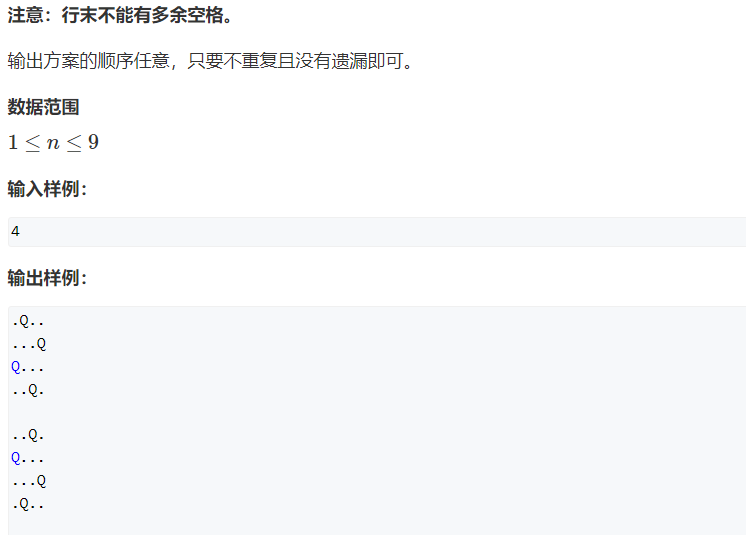 注意：行末不能有多余空格。
输出方案的顺序任意，只要不重复且没有遗漏即可。
数据范围
1 ≤ n ≤ 9
输入样例：
4
输出样例：
.Q..
...Q
Q...
..Q.
..Q.
Q...
...Q
.Q..